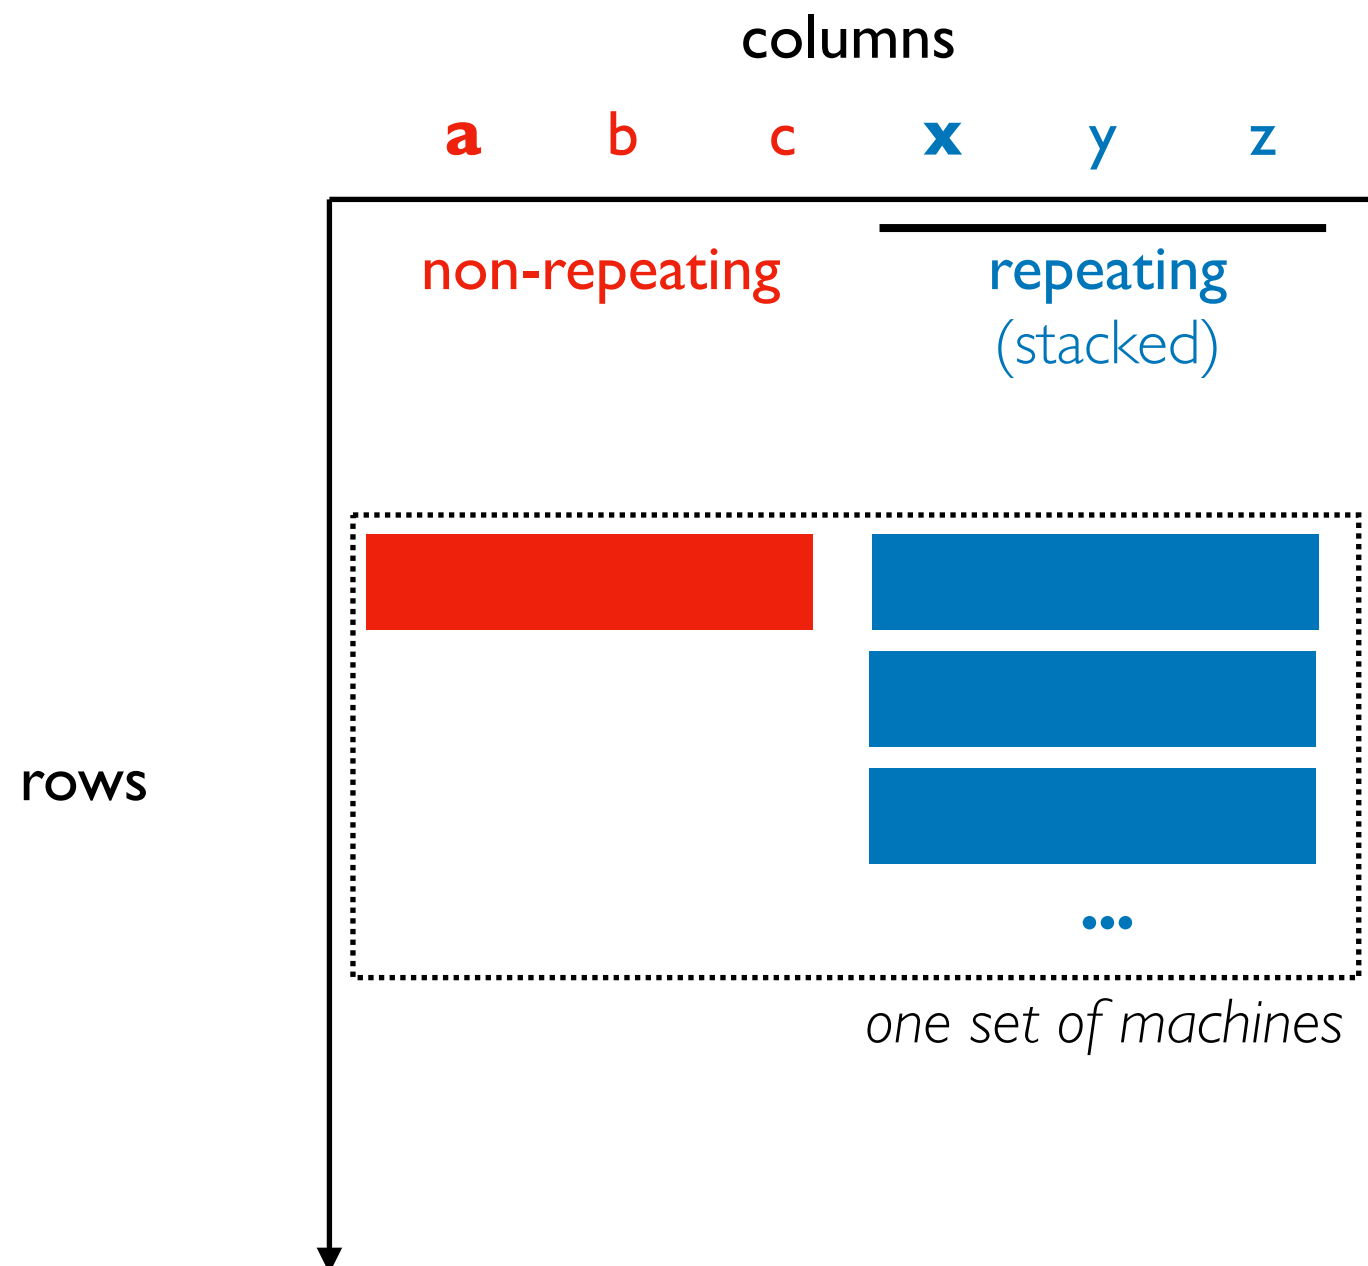 columns
a b c x y z
non-repeating repeating
(stacked)
rows
...
one set of machines